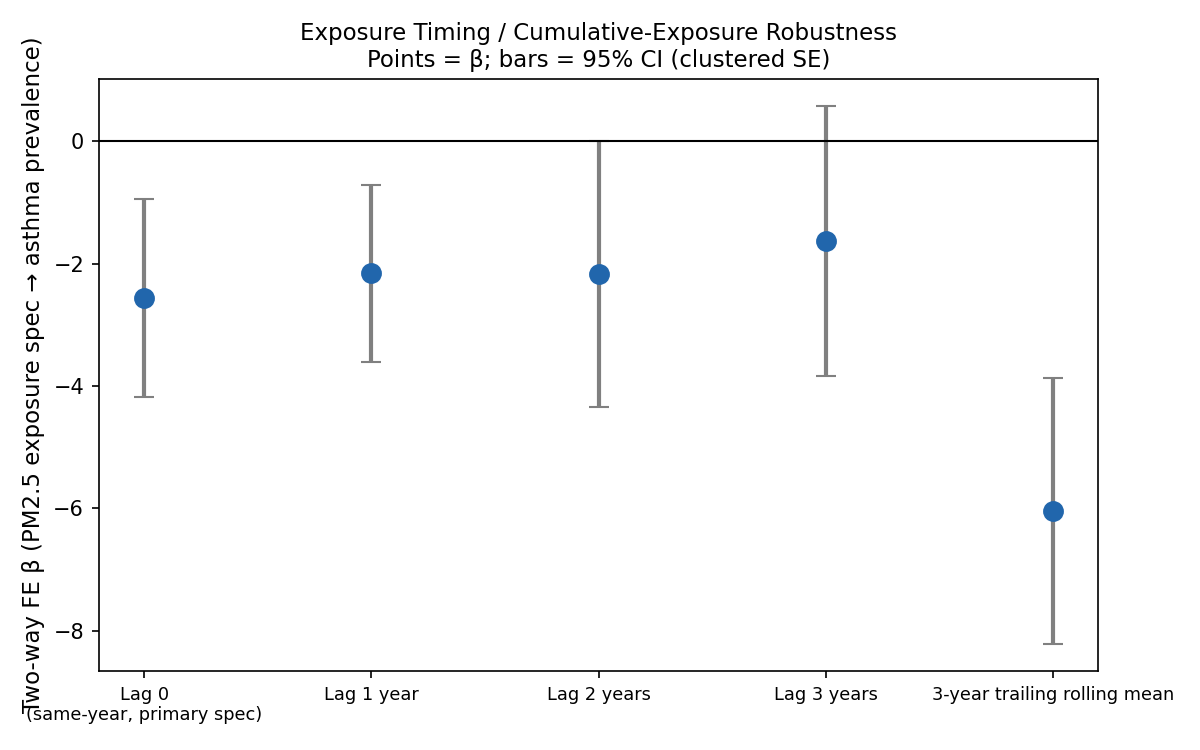 Exposure Timing / Cumulative-Exposure Robustness
Points = β; bars = 95% CI (clustered SE)
Two-way FE β (PM2.5 exposure spec → asthma prevalence)
0
−2
−4
−6
−8
Lag 0
(same-year, primary spec)
Lag 1 year
Lag 2 years
Lag 3 years
3-year trailing rolling mean